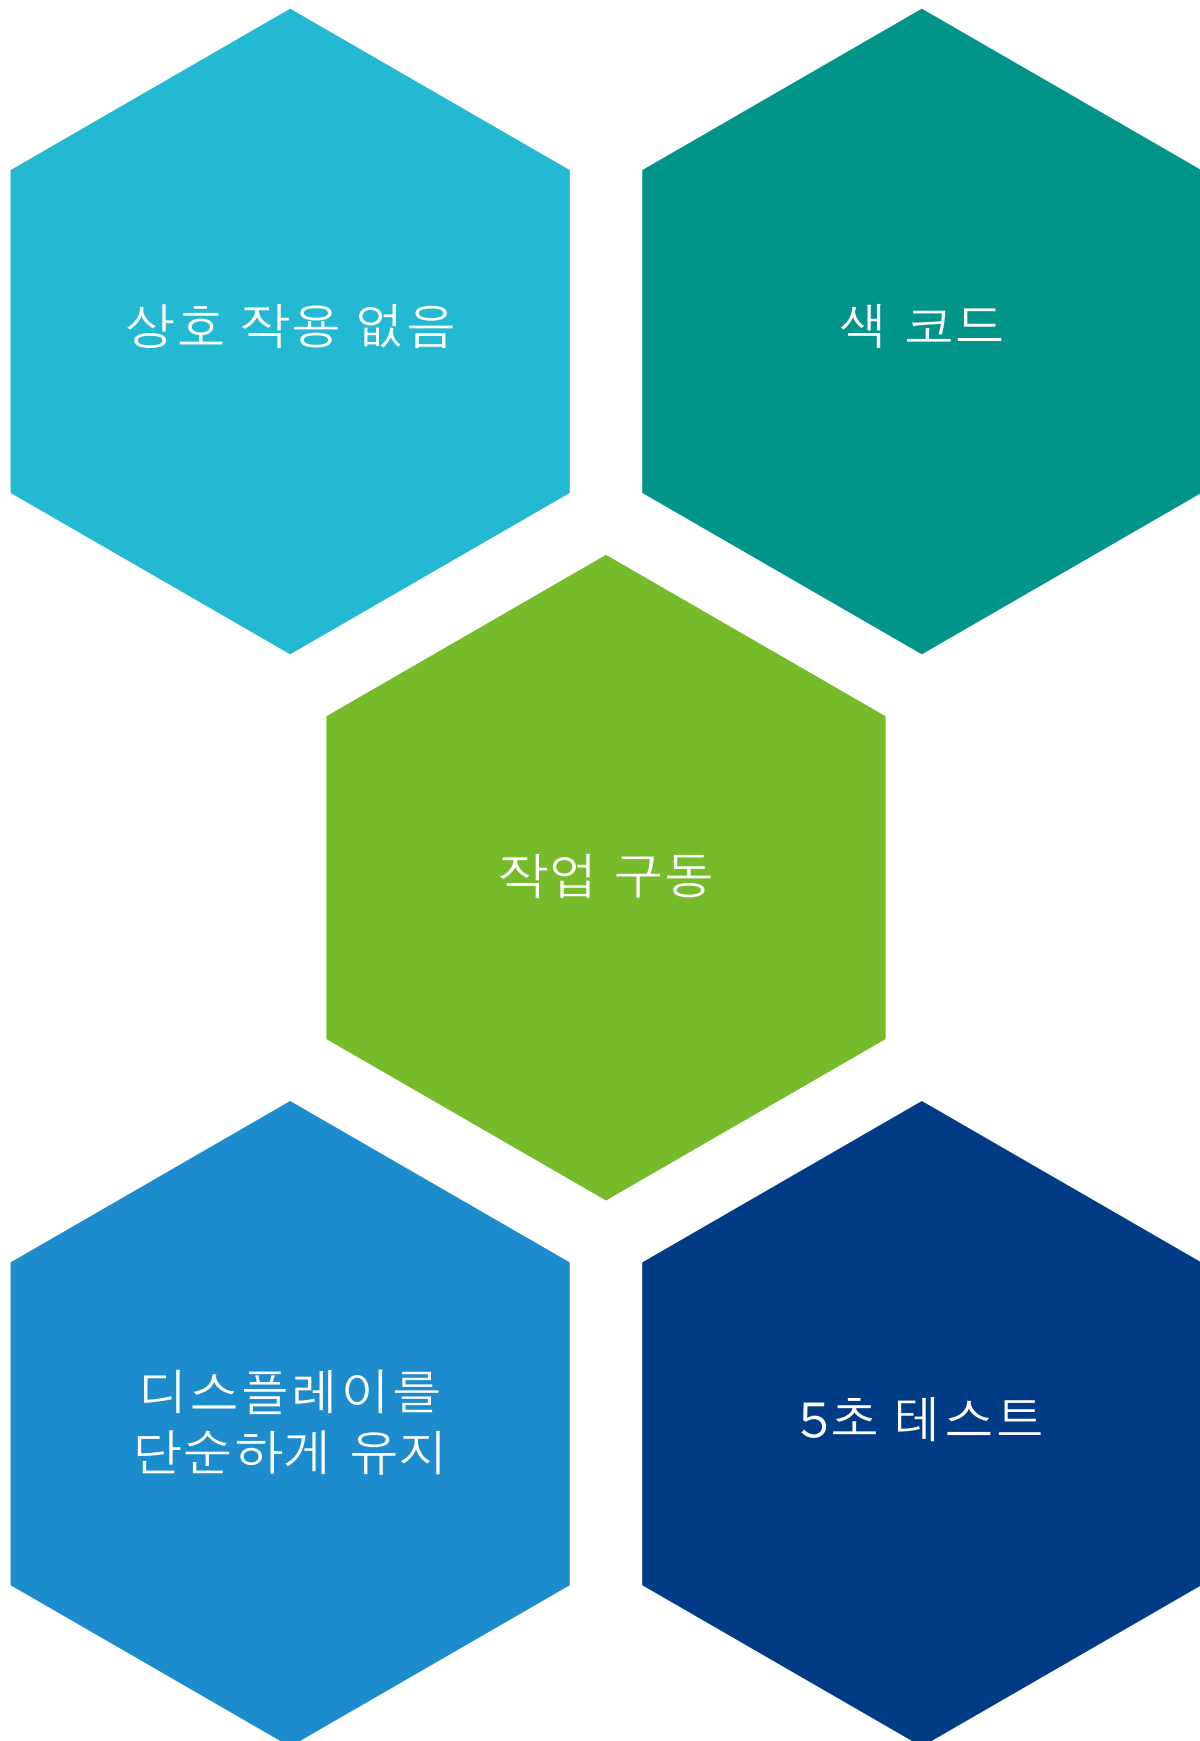 상호 작용 없음
색 코드
작업 구동
디스플레이를
단순하게 유지
5초 테스트